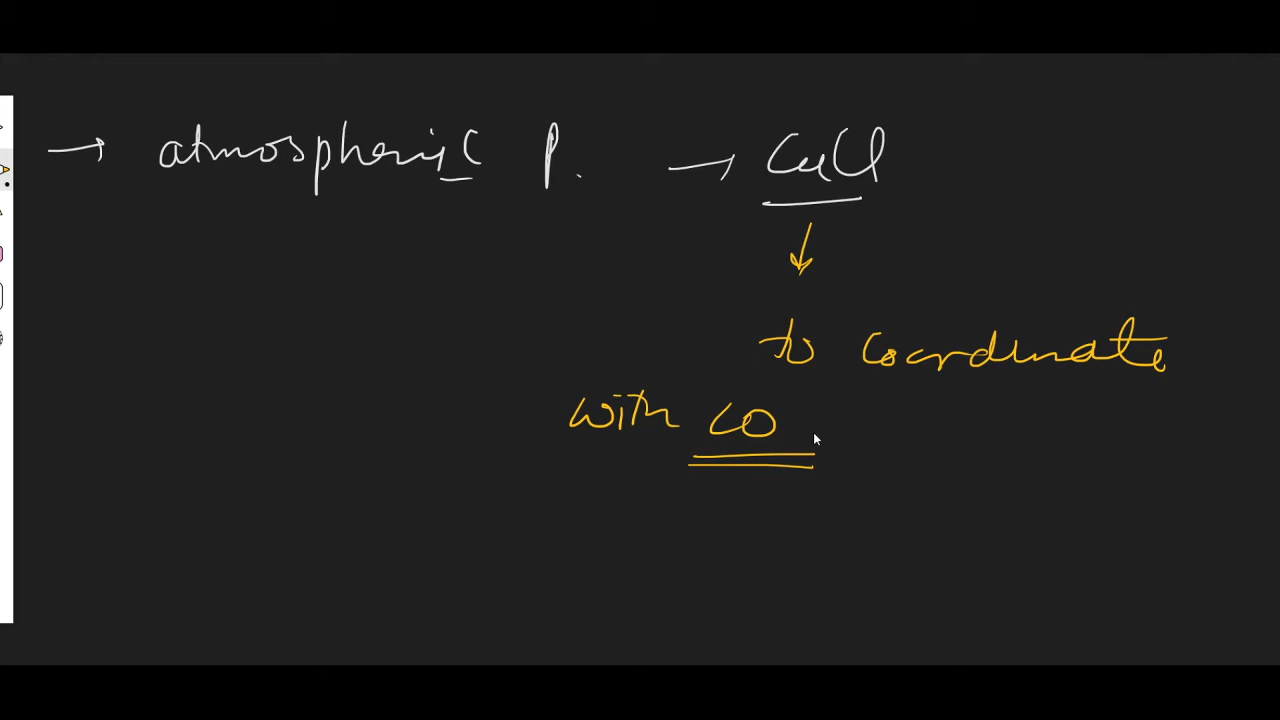 → atmospheric P. → CuCl
↓
to coordinate
with CO